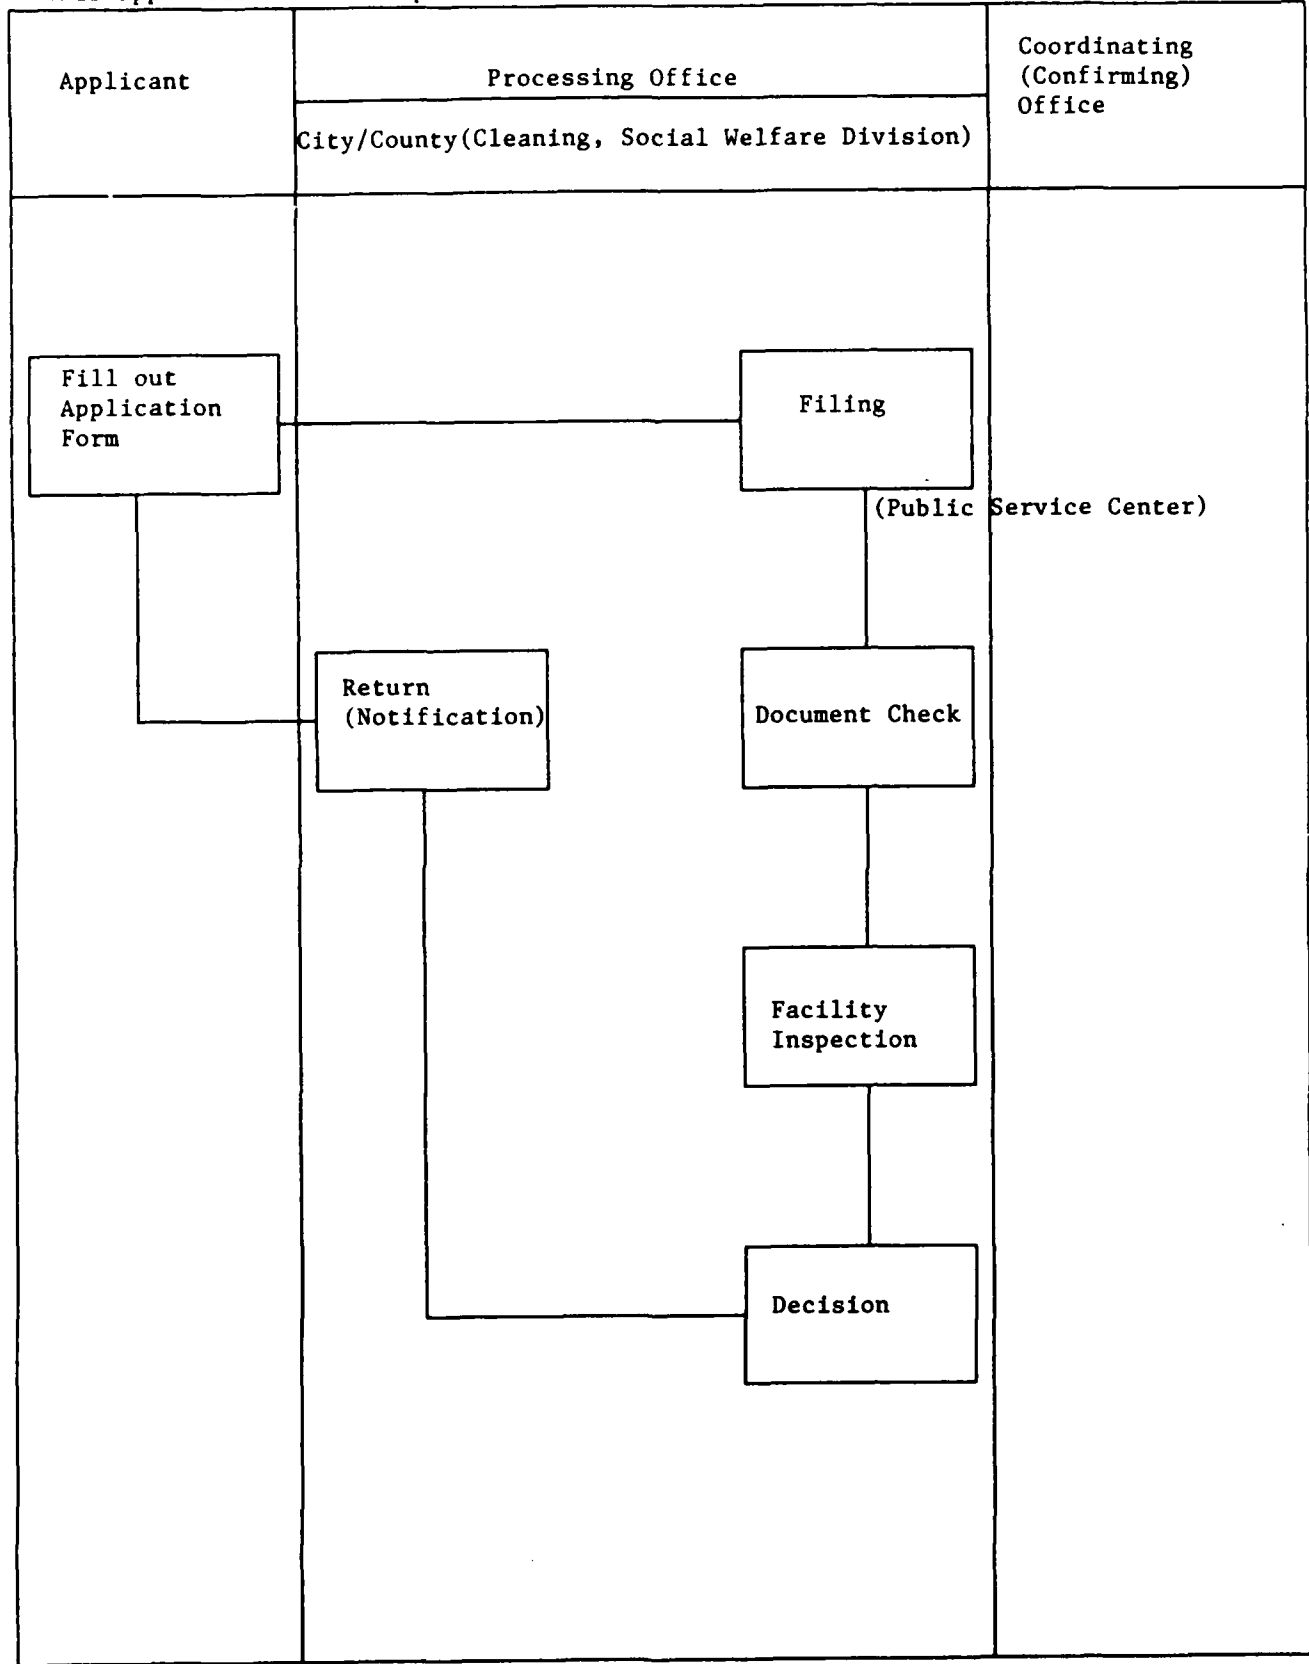 Applicant
Processing Office
Coordinating
(Confirming)
Office
City/County(Cleaning, Social Welfare Division)
Fill out
Application
Form
Filing
(Public Service Center)
Return
(Notification)
Document Check
Facility
Inspection
Decision